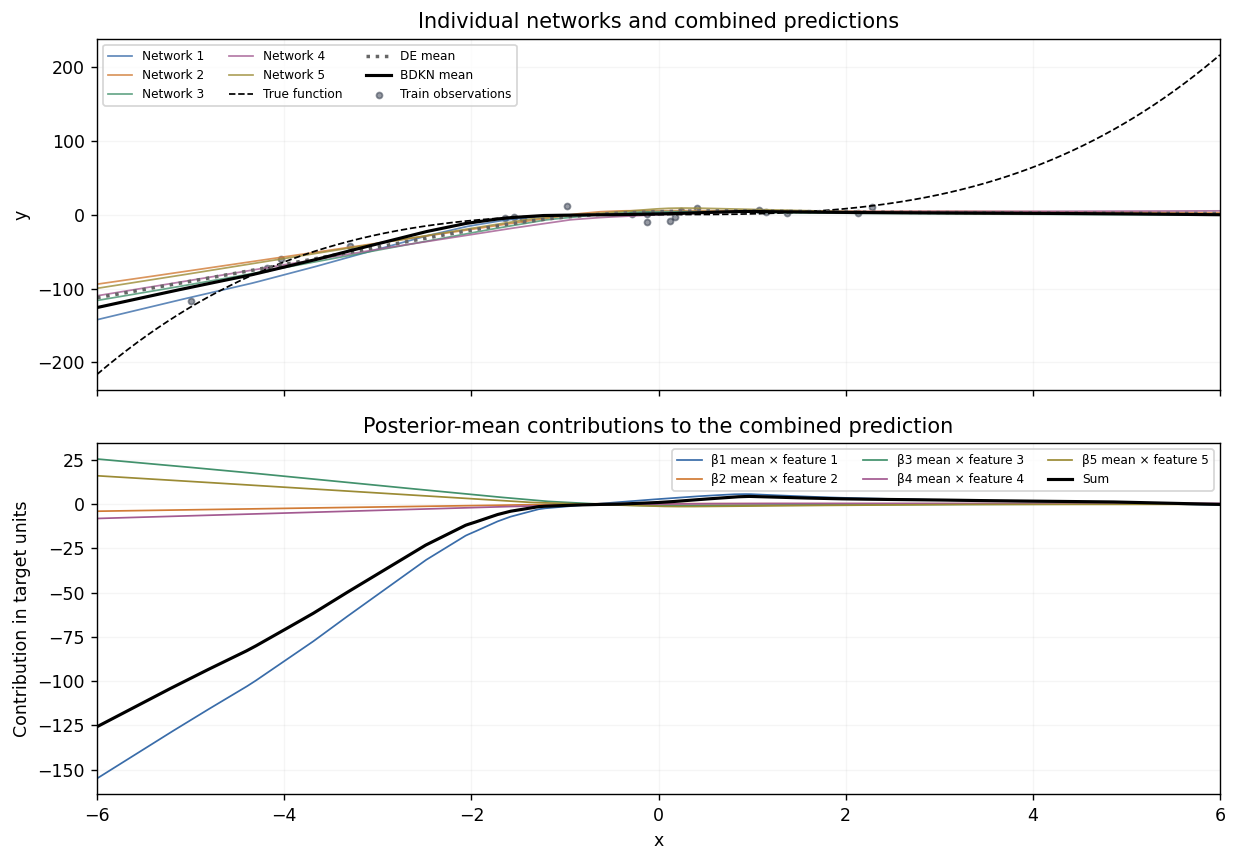 Individual networks and combined predictions
Network 1 Network 4 DE mean
Network 2 Network 5 BDKN mean
Network 3 True function Train observations
200
100
0
−100
−200
y
Posterior-mean contributions to the combined prediction
β1 mean × feature 1 β3 mean × feature 3 β5 mean × feature 5
β2 mean × feature 2 β4 mean × feature 4 Sum
25
0
−25
−50
−75
−100
−125
−150
Contribution in target units
−6 −4 −2 0 2 4 6
x